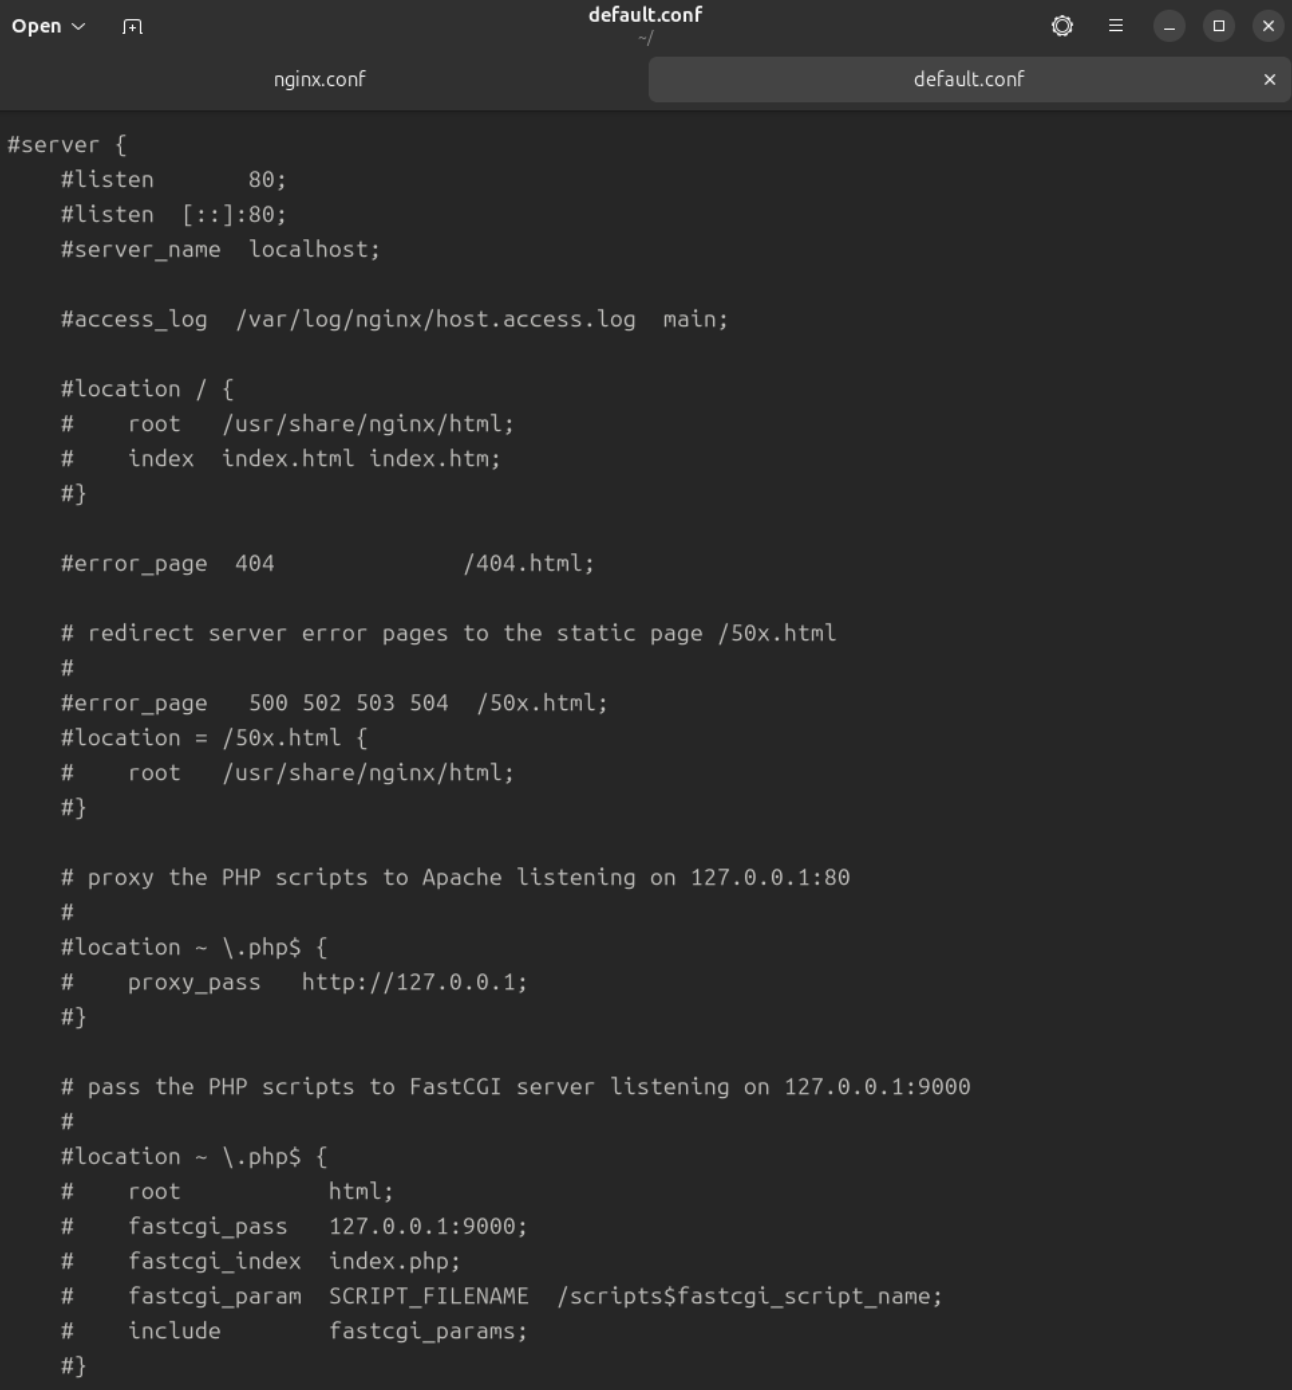 Open
default.conf
~/
nginx.conf
default.conf
#server {
    #listen       80;
    #listen  [::]:80;
    #server_name  localhost;

    #access_log  /var/log/nginx/host.access.log  main;

    #location / {
    #    root   /usr/share/nginx/html;
    #    index  index.html index.htm;
    #}

    #error_page  404              /404.html;

    # redirect server error pages to the static page /50x.html
    #
    #error_page   500 502 503 504  /50x.html;
    #location = /50x.html {
    #    root   /usr/share/nginx/html;
    #}

    # proxy the PHP scripts to Apache listening on 127.0.0.1:80
    #
    #location ~ \.php$ {
    #    proxy_pass   http://127.0.0.1;
    #}

    # pass the PHP scripts to FastCGI server listening on 127.0.0.1:9000
    #
    #location ~ \.php$ {
    #    root           html;
    #    fastcgi_pass   127.0.0.1:9000;
    #    fastcgi_index  index.php;
    #    fastcgi_param  SCRIPT_FILENAME  /scripts$fastcgi_script_name;
    #    include        fastcgi_params;
    #}